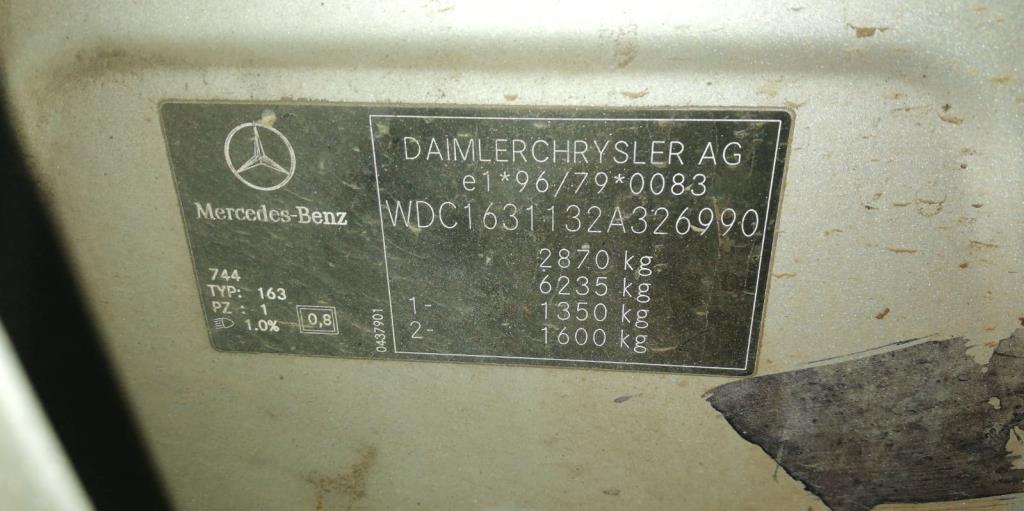 Mercedes-Benz
744
TYP: 163
PZ : 1
1.0%
0,8
0437901
DAIMLERCHRYSLER AG
e1*96/79*0083
WDC1631132A326990
2870 kg
6235 kg
1- 1350 kg
2- 1600 kg